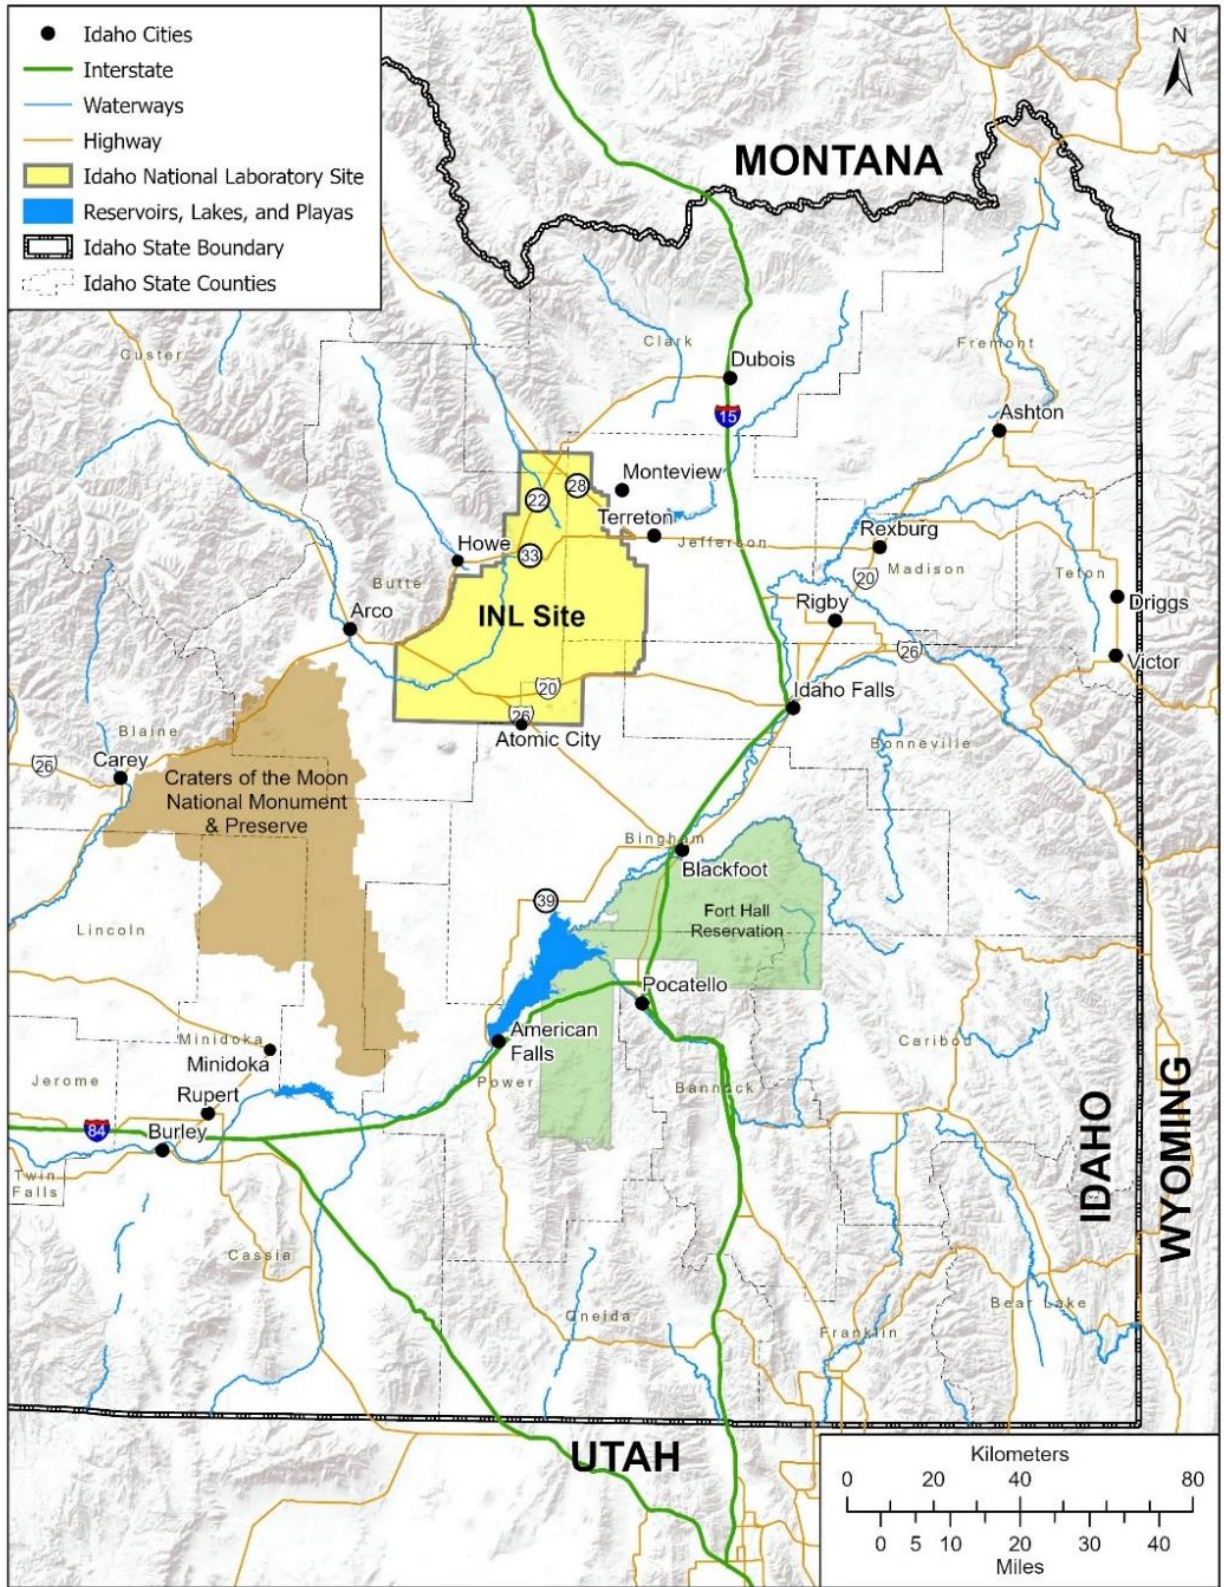 Idaho Cities
Interstate
Waterways
Highway
Idaho National Laboratory Site
Reservoirs, Lakes, and Playas
Idaho State Boundary
Idaho State Counties
N
MONTANA
Custer
Clark
Fremont
Dubois
15
Ashton
Monteview
28
22
Terreton
Rexburg
Howe
33
Jefferson
Madison
20
Butte
Teton
Driggs
Arco
INL Site
Rigby
26
Victor
20
Idaho Falls
26
Atomic City
Blaine
Bonneville
26
Carey
Craters of the Moon
National Monument
& Preserve
Bingham
Blackfoot
39
Fort Hall
Reservation
Lincoln
Pocatello
American
Falls
Minidoka
Minidoka
Caribou
Jerome
Power
Bannock
Rupert
84
Burley
IDAHO
WYOMING
Twin
Falls
Cassia
Oneida
Bear Lake
Franklin
UTAH
Kilometers
0 20 40 80
0 5 10 20 30 40
Miles